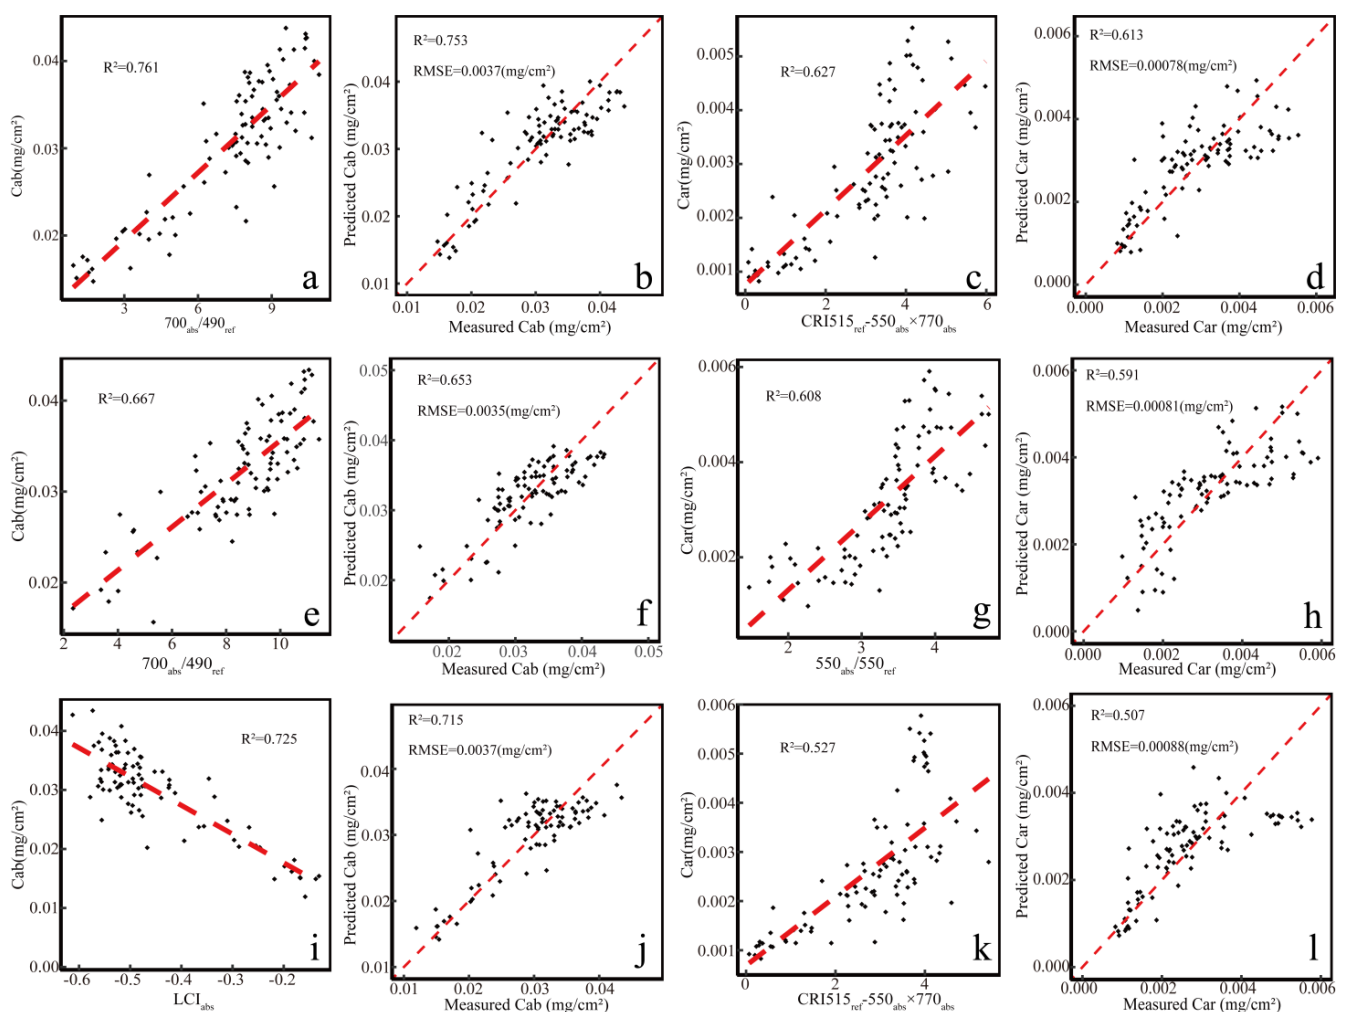 R²=0.761
Cab(mg/cm²)
0.04
0.03
0.02
3
6
9
700abs/490ref
a
R²=0.753
RMSE=0.0037(mg/cm²)
Predicted Cab (mg/cm²)
0.04
0.03
0.02
0.01
0.01
0.02
0.03
0.04
Measured Cab (mg/cm²)
b
R²=0.627
Car(mg/cm²)
0.005
0.004
0.003
0.002
0.001
0
2
4
6
CRI515ref-550abs×770abs
c
R²=0.613
RMSE=0.00078(mg/cm²)
Predicted Car (mg/cm²)
0.006
0.004
0.002
0.000
0.000
0.002
0.004
0.006
Measured Car (mg/cm²)
d
R²=0.667
Cab(mg/cm²)
0.04
0.03
0.02
2
4
6
8
10
700abs/490ref
e
R²=0.653
RMSE=0.0035(mg/cm²)
Predicted Cab (mg/cm²)
0.05
0.04
0.03
0.02
0.02
0.03
0.04
0.05
Measured Cab (mg/cm²)
f
R²=0.608
Car(mg/cm²)
0.006
0.004
0.002
2
3
4
550abs/550ref
g
R²=0.591
RMSE=0.00081(mg/cm²)
Predicted Car (mg/cm²)
0.006
0.004
0.002
0.000
0.000
0.002
0.004
0.006
Measured Car (mg/cm²)
h
R²=0.725
Cab(mg/cm²)
0.04
0.03
0.02
0.01
0.00
-0.6
-0.5
-0.4
-0.3
-0.2
LCIabs
i
R²=0.715
RMSE=0.0037(mg/cm²)
Predicted Cab (mg/cm²)
0.04
0.03
0.02
0.01
0.01
0.02
0.03
0.04
Measured Cab (mg/cm²)
j
R²=0.527
Car(mg/cm²)
0.006
0.005
0.004
0.003
0.002
0.001
0
2
4
CRI515ref-550abs×770abs
k
R²=0.507
RMSE=0.00088(mg/cm²)
Predicted Car (mg/cm²)
0.006
0.004
0.002
0.000
0.000
0.002
0.004
0.006
Measured Car (mg/cm²)
l